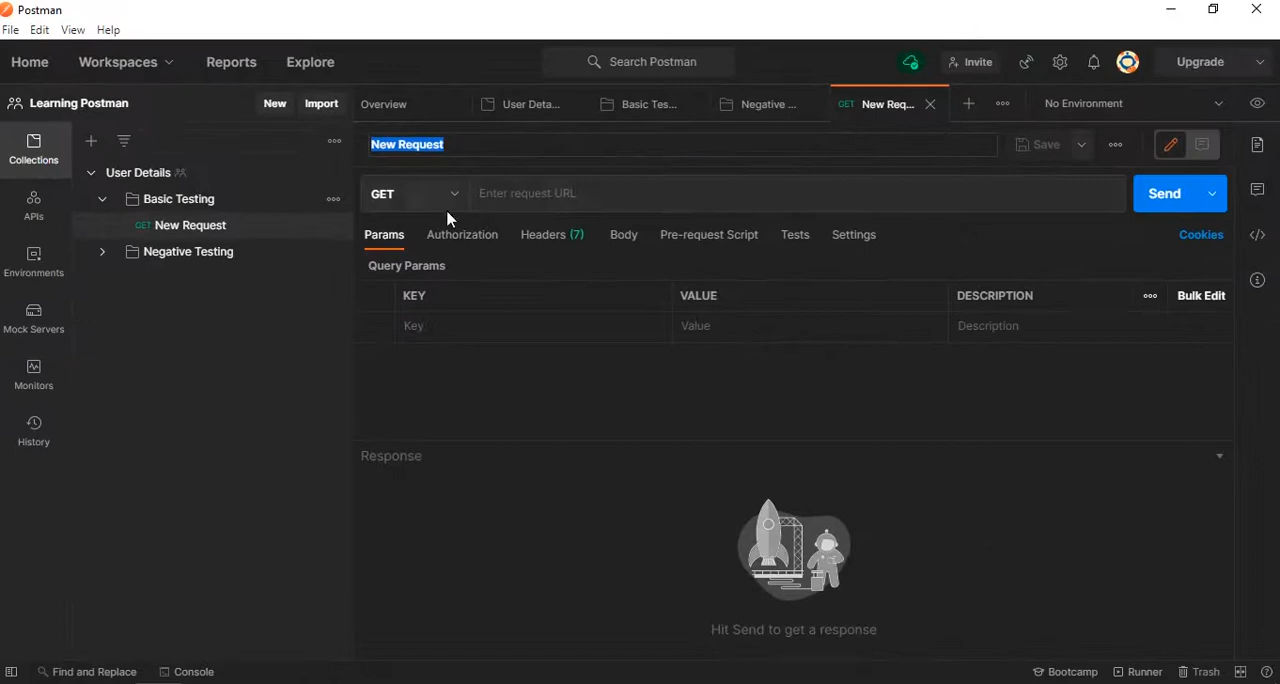 Postman
File Edit View Help
Home Workspaces Reports Explore Search Postman Invite Upgrade
Learning Postman New Import Overview User Deta... Basic Tes... Negative ... GET New Req... No Environment
Collections
New Request Save
User Details
GET Enter request URL Send
Basic Testing
APIs
GET New Request
Params Authorization Headers (7) Body Pre-request Script Tests Settings Cookies
Negative Testing
Environments
Query Params
KEY VALUE DESCRIPTION Bulk Edit
Key Value Description
Mock Servers
Monitors
History
Response
Hit Send to get a response
Find and Replace Console Bootcamp Runner Trash